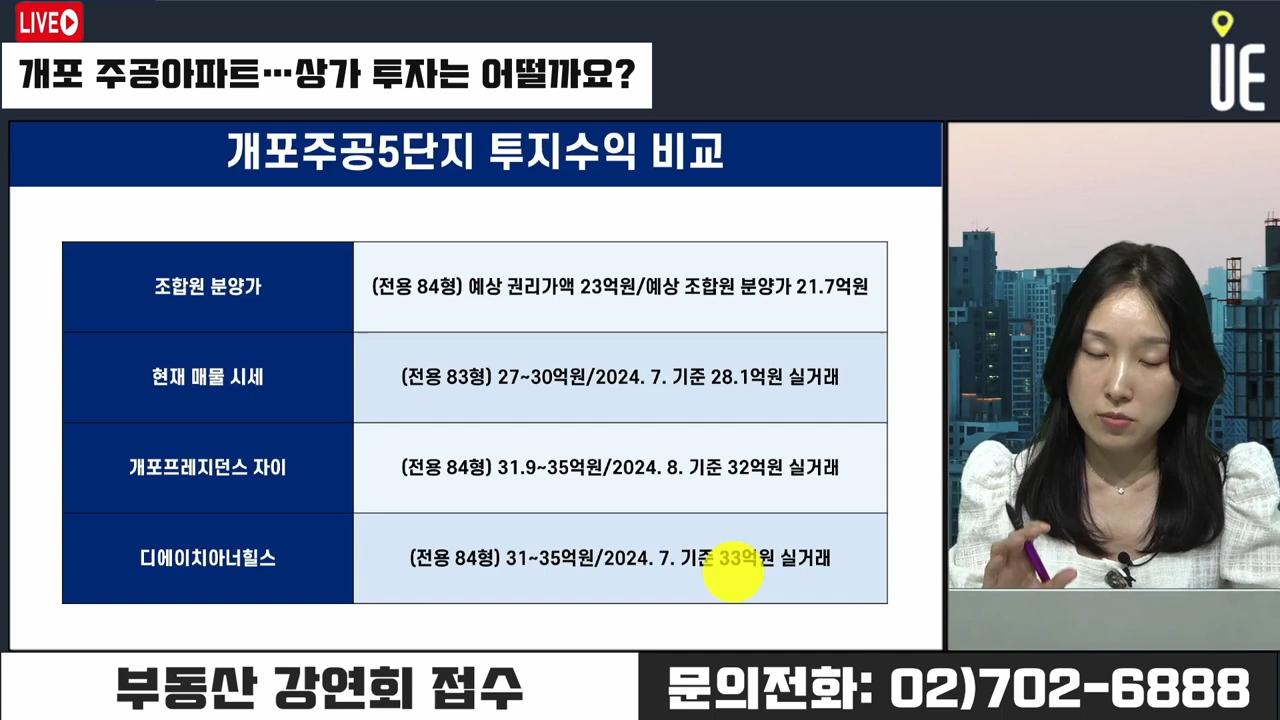 LIVE
개포 주공아파트···상가 투자는 어떨까요?
UE
개포주공5단지 투지수익 비교
조합원 분양가
(전용 84형) 예상 권리가액 23억원/예상 조합원 분양가 21.7억원
현재 매물 시세
(전용 83형) 27~30억원/2024. 7. 기준 28.1억원 실거래
개포프레지던스 자이
(전용 84형) 31.9~35억원/2024. 8. 기준 32억원 실거래
디에이치아너힐스
(전용 84형) 31~35억원/2024. 7. 기준 33억원 실거래
부동산 강연회 접수
문의전화: 02)702-6888